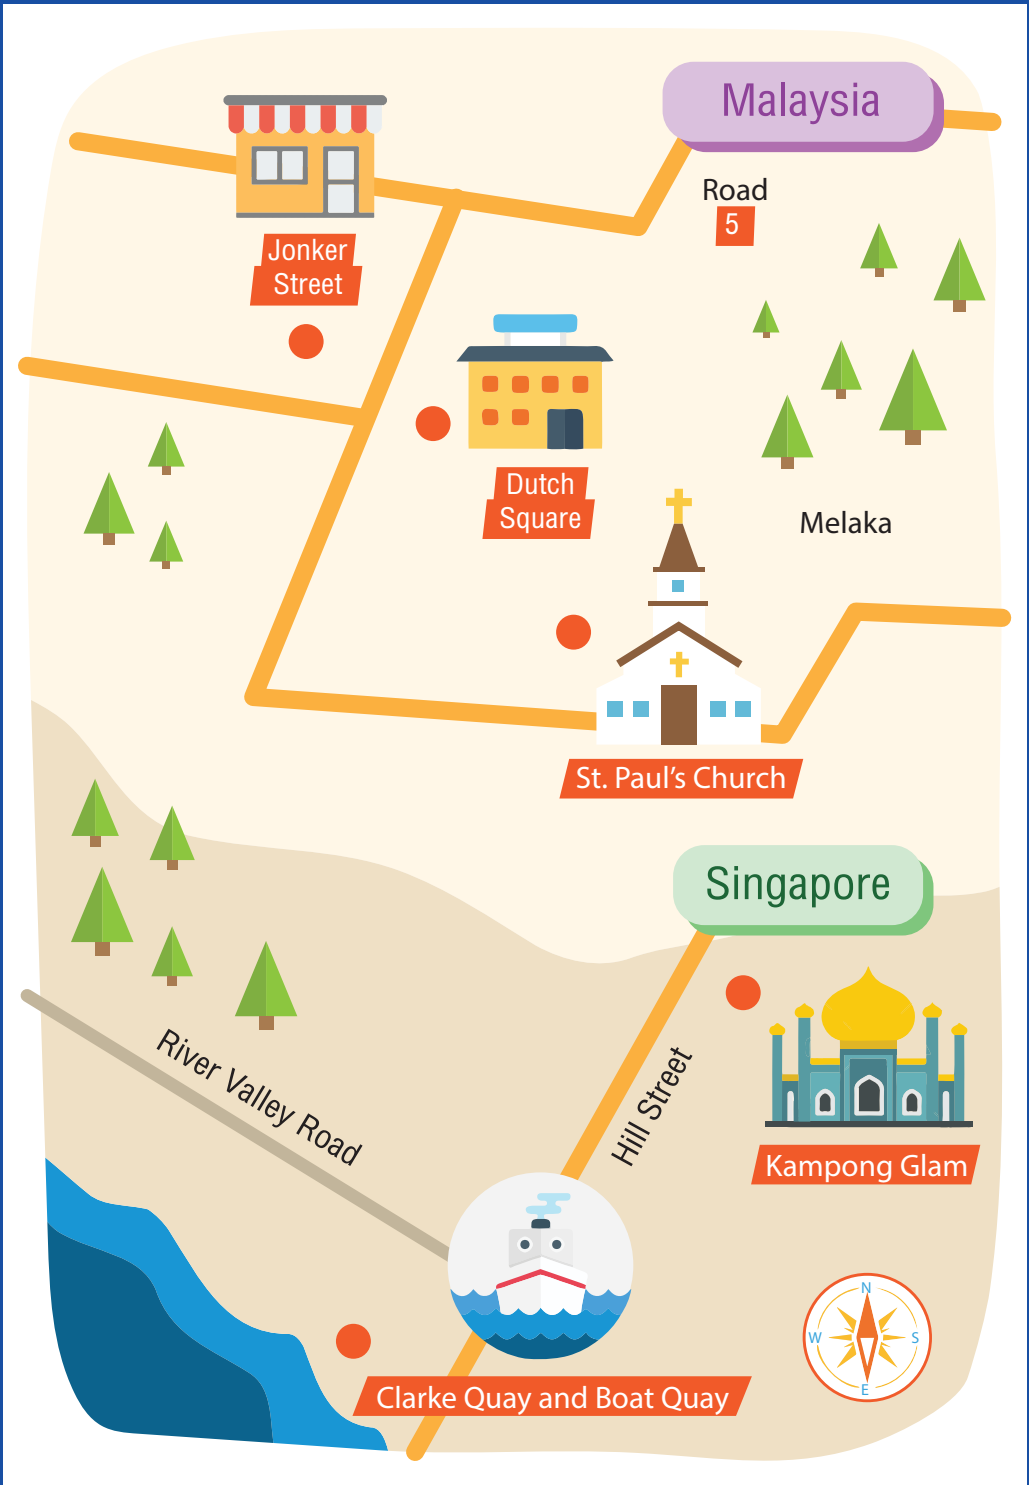 Malaysia
Road
5
Jonker
Street
Dutch
Square
Melaka
St. Paul's Church
Singapore
River Valley Road
Hill Street
Kampong Glam
N
W
S
E
Clarke Quay and Boat Quay